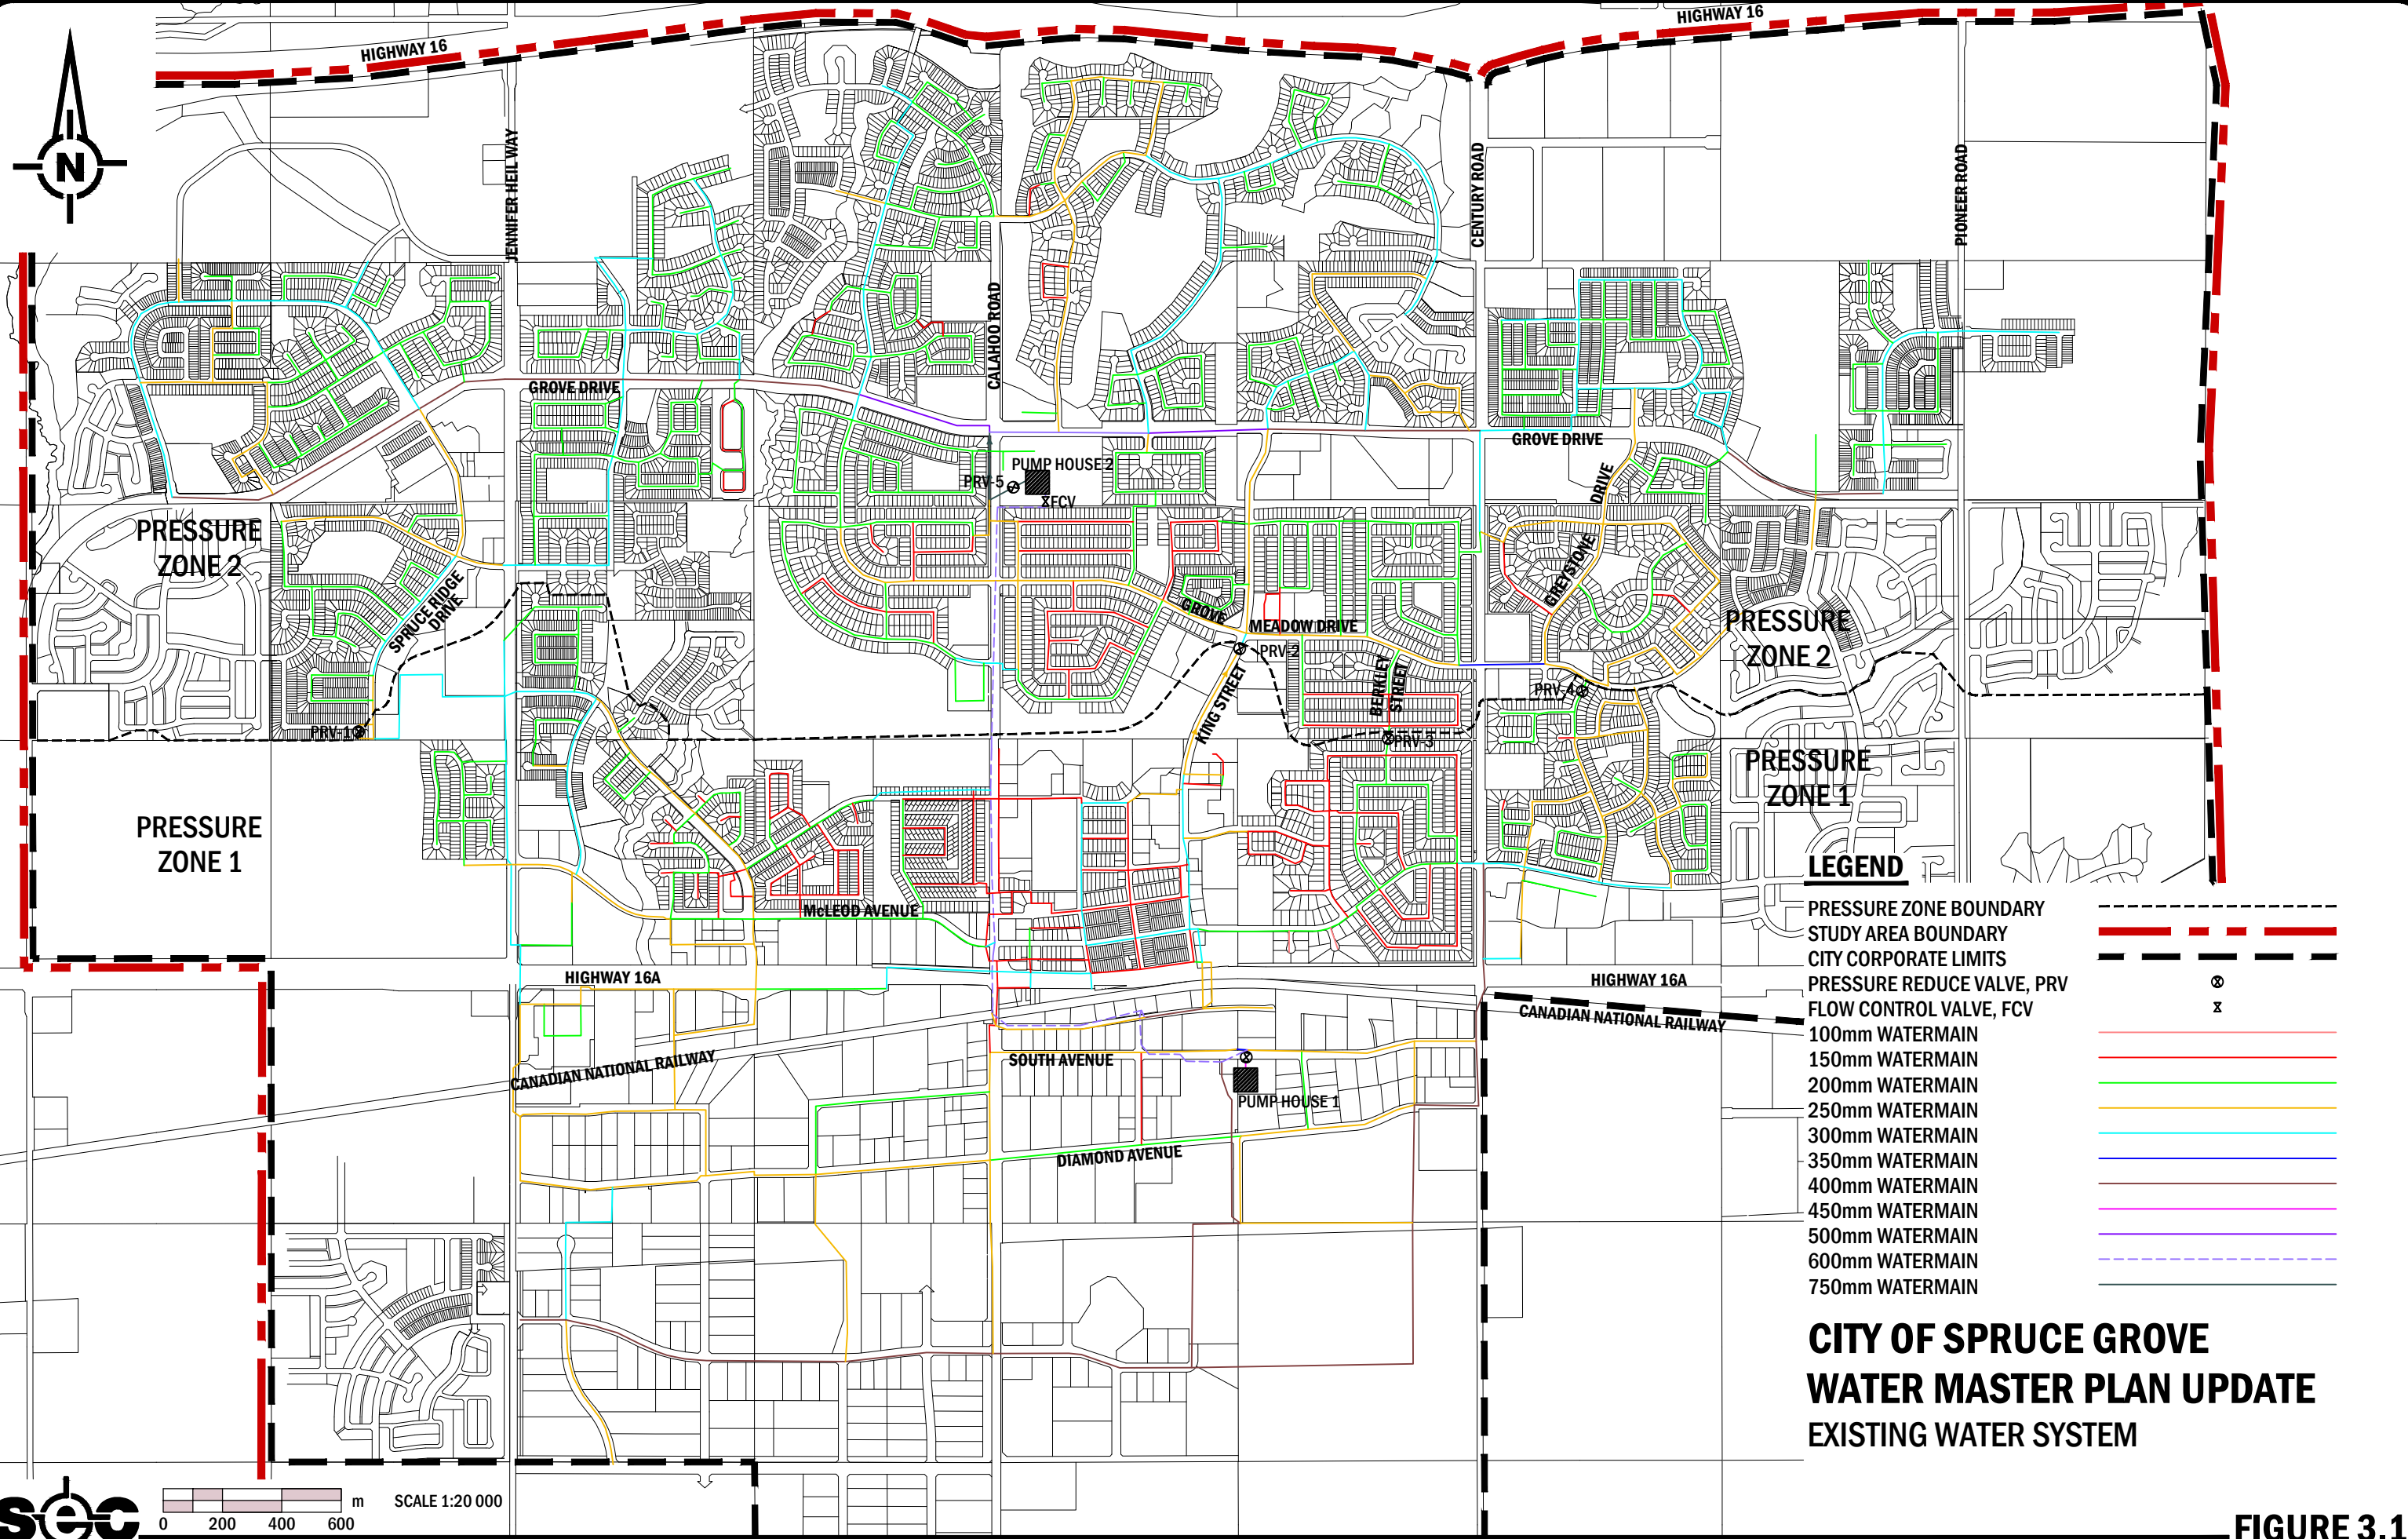 HIGHWAY 16
HIGHWAY 16
N
JENNIFER HEIL WAY
CENTURY ROAD
PIONEER ROAD
CALAHOO ROAD
GROVE DRIVE
GROVE DRIVE
PUMP HOUSE 2
PRV-5
FCV
DRIVE
GREYSTONE
PRESSURE
ZONE 2
SPRUCE RIDGE
DRIVE
GROVE
MEADOW DRIVE
PRV-2
PRESSURE
ZONE 2
BERKLEY
STREET
KING STREET
PRV-4
PRV-1
PRV-3
PRESSURE
ZONE 1
PRESSURE
ZONE 1
McLEOD AVENUE
HIGHWAY 16A
HIGHWAY 16A
CANADIAN NATIONAL RAILWAY
CANADIAN NATIONAL RAILWAY
SOUTH AVENUE
PUMP HOUSE 1
DIAMOND AVENUE
LEGEND
PRESSURE ZONE BOUNDARY
STUDY AREA BOUNDARY
CITY CORPORATE LIMITS
PRESSURE REDUCE VALVE, PRV
FLOW CONTROL VALVE, FCV
100mm WATERMAIN
150mm WATERMAIN
200mm WATERMAIN
250mm WATERMAIN
300mm WATERMAIN
350mm WATERMAIN
400mm WATERMAIN
450mm WATERMAIN
500mm WATERMAIN
600mm WATERMAIN
750mm WATERMAIN
CITY OF SPRUCE GROVE
WATER MASTER PLAN UPDATE
EXISTING WATER SYSTEM
sec
m SCALE 1:20 000
0 200 400 600
FIGURE 3.1